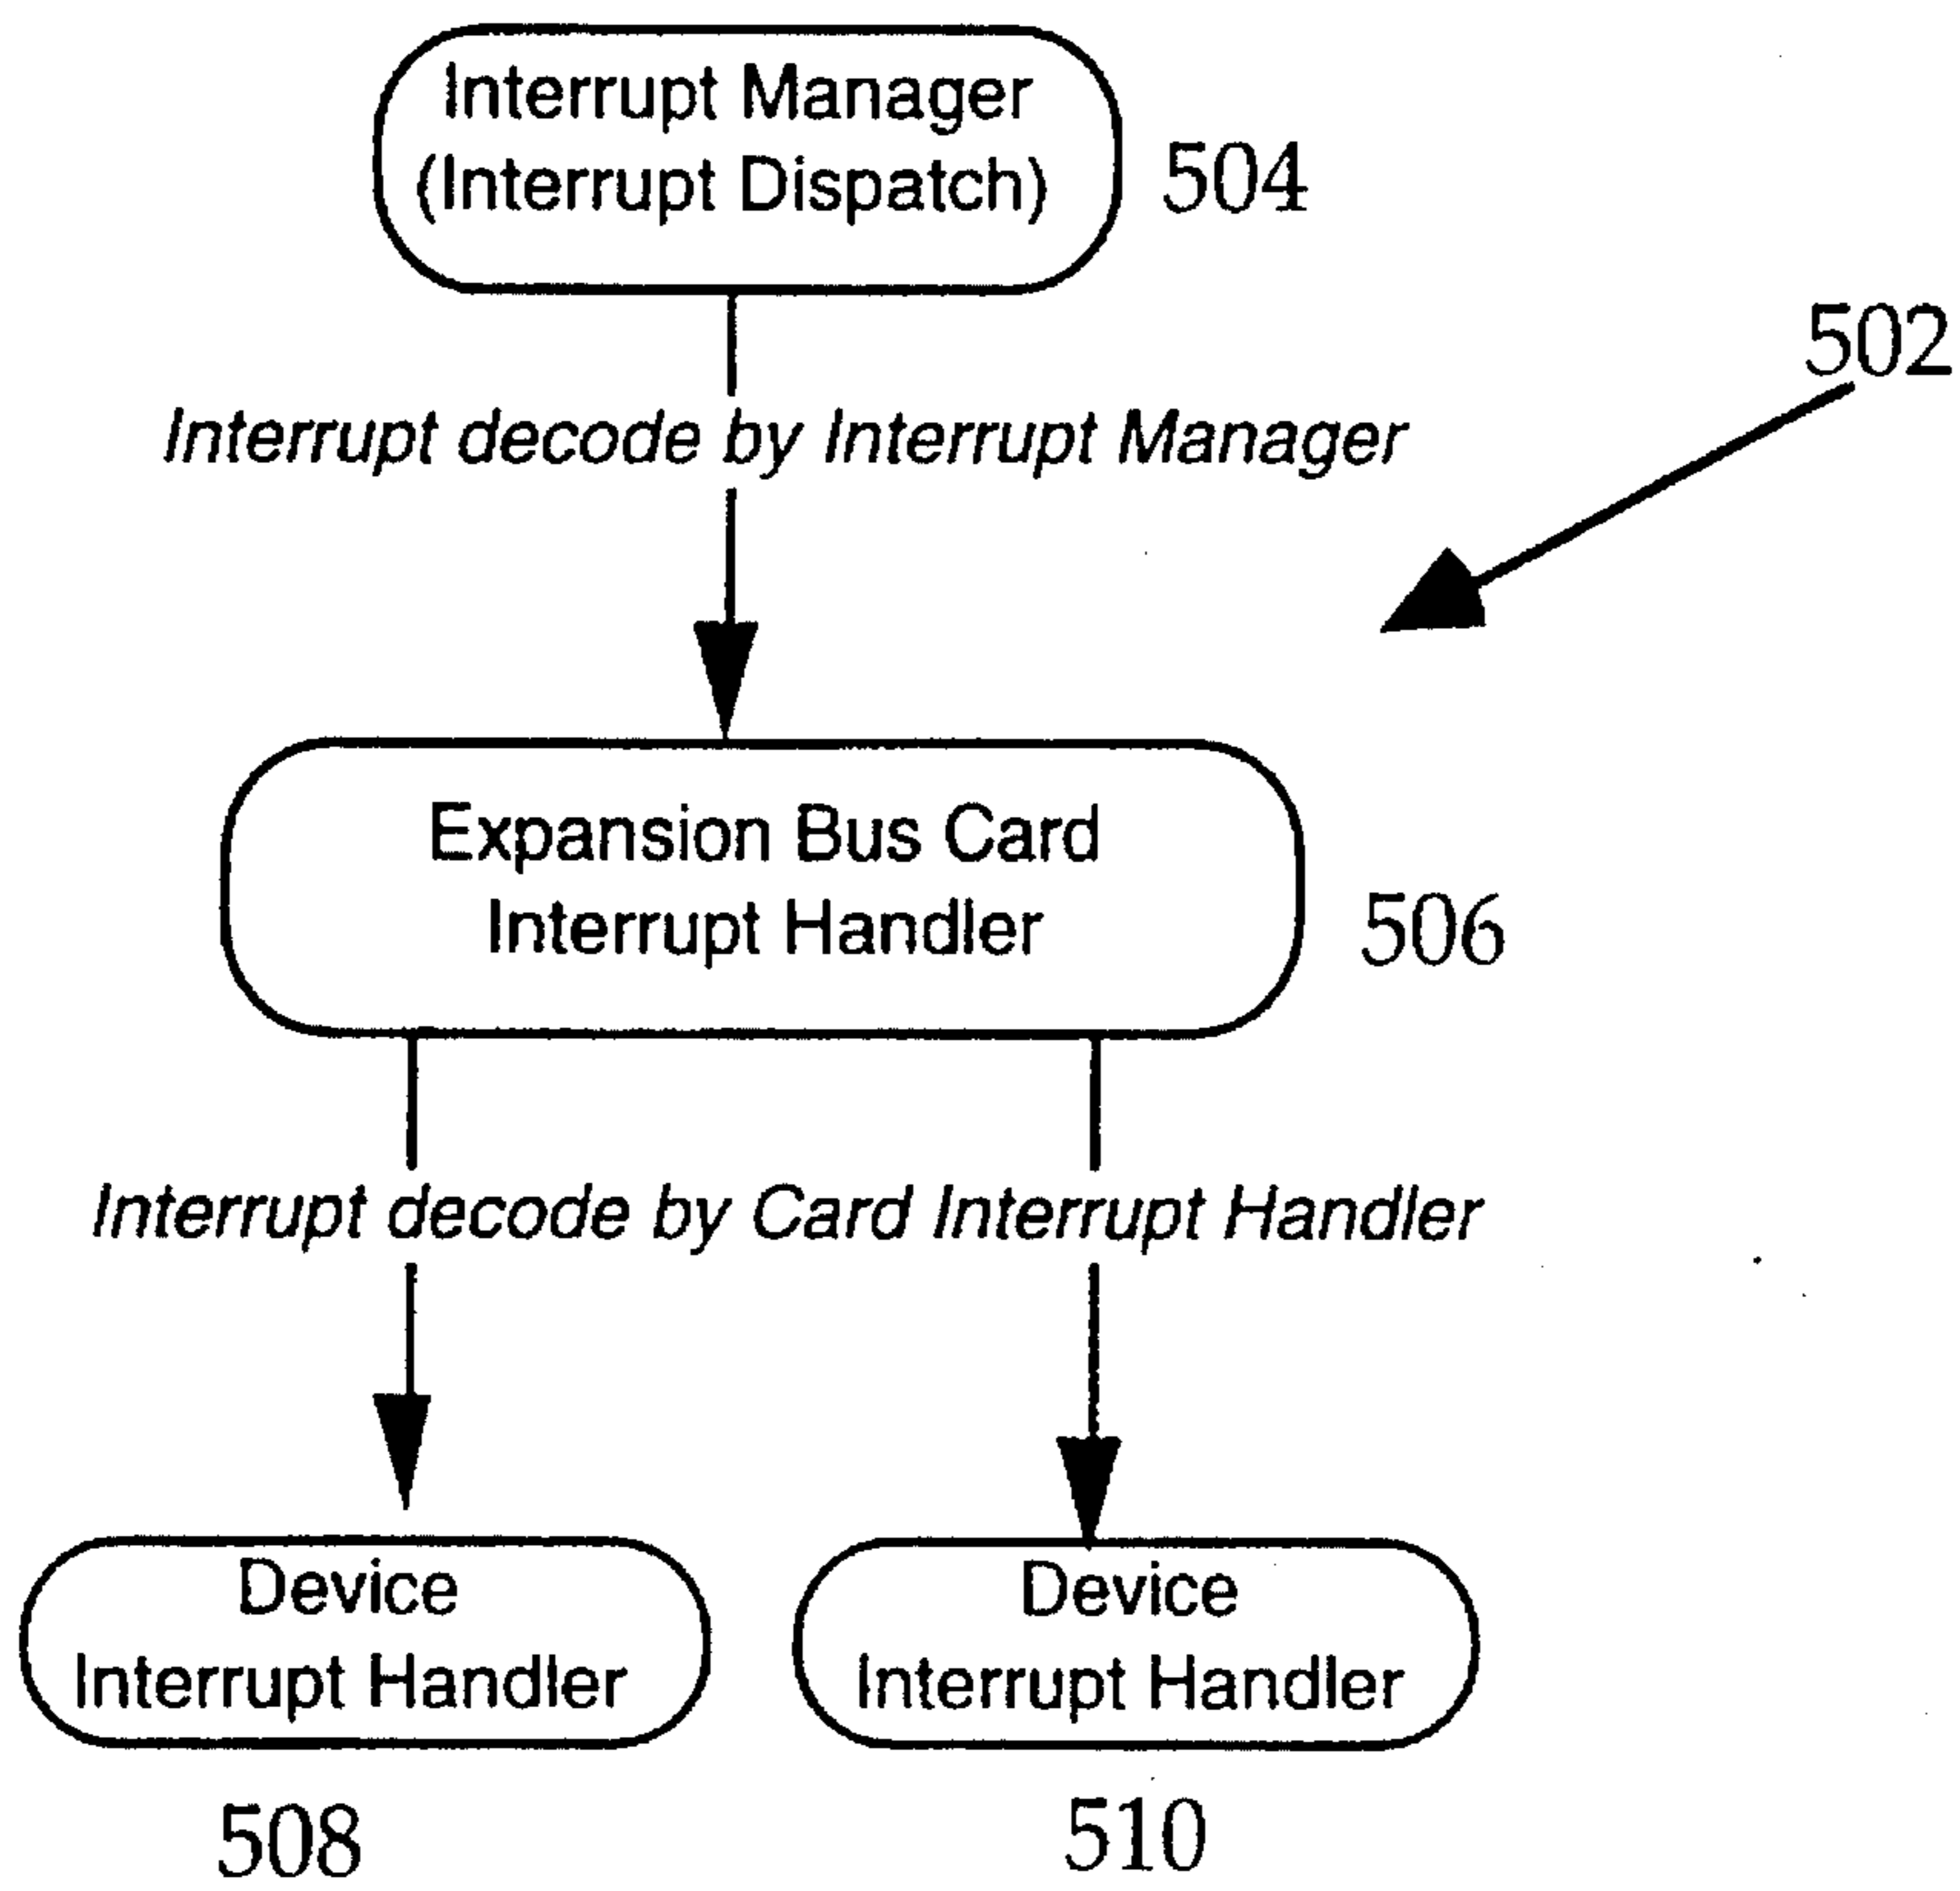 Interrupt Manager
(Interrupt Dispatch)
504
502
Interrupt decode by Interrupt Manager
Expansion Bus Card
Interrupt Handler
506
Interrupt decode by Card Interrupt Handler
Device
Interrupt Handler
508
Device
Interrupt Handler
510